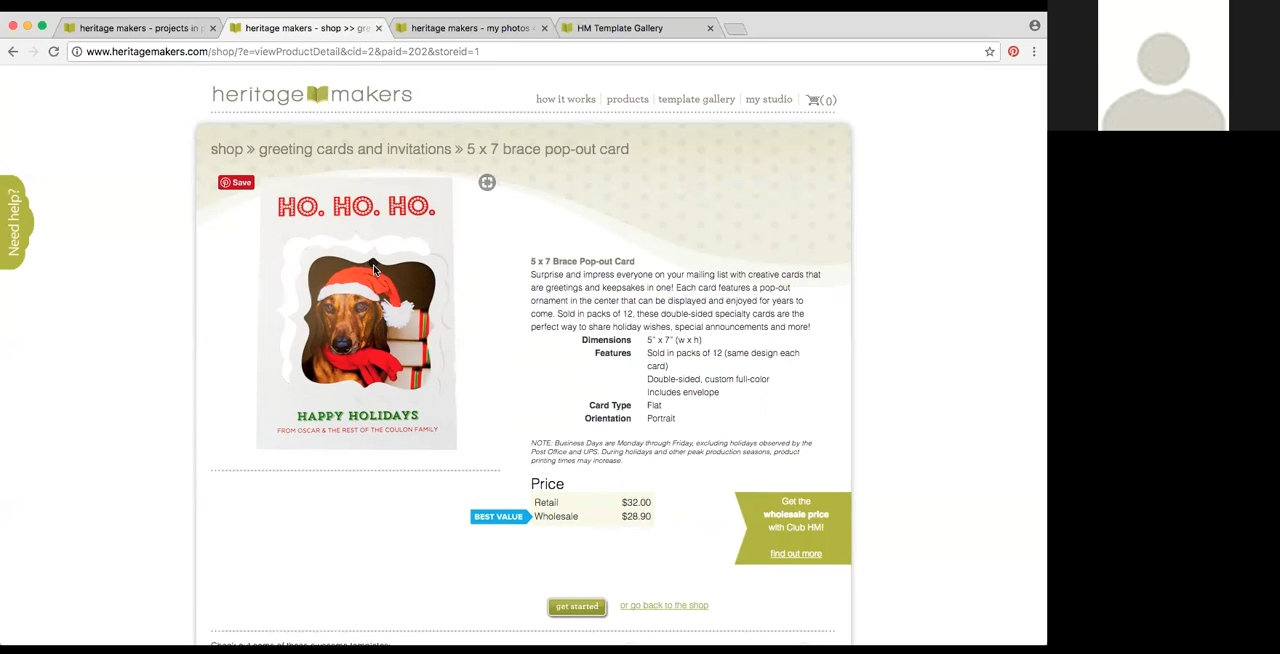 heritage makers - projects in p
heritage makers - shop >> gre
heritage makers - my photos
HM Template Gallery
www.heritagemakers.com/shop/?e=viewProductDetail&cid=2&paid=202&storeid=1
heritage makers
how it works
products
template gallery
my studio
(0)
Need help?
shop » greeting cards and invitations » 5 x 7 brace pop-out card
Save
HO. HO. HO.
HAPPY HOLIDAYS
FROM OSCAR & THE REST OF THE COULON FAMILY
5 x 7 Brace Pop-out Card
Surprise and impress everyone on your mailing list with creative cards that
are greetings and keepsakes in one! Each card features a pop-out
ornament in the center that can be displayed and enjoyed for years to
come. Sold in packs of 12, these double-sided specialty cards are the
perfect way to share holiday wishes, special announcements and more!
Dimensions 5" x 7" (w x h)
Features Sold in packs of 12 (same design each
card)
Double-sided, custom full-color
Includes envelope
Card Type Flat
Orientation Portrait
NOTE: Business Days are Monday through Friday, excluding holidays observed by the
Post Office and UPS. During holidays and other peak production seasons, product
printing times may increase.
Price
Retail $32.00
BEST VALUE Wholesale $28.90
Get the
wholesale price
with Club HM!
find out more
get started
or go back to the shop